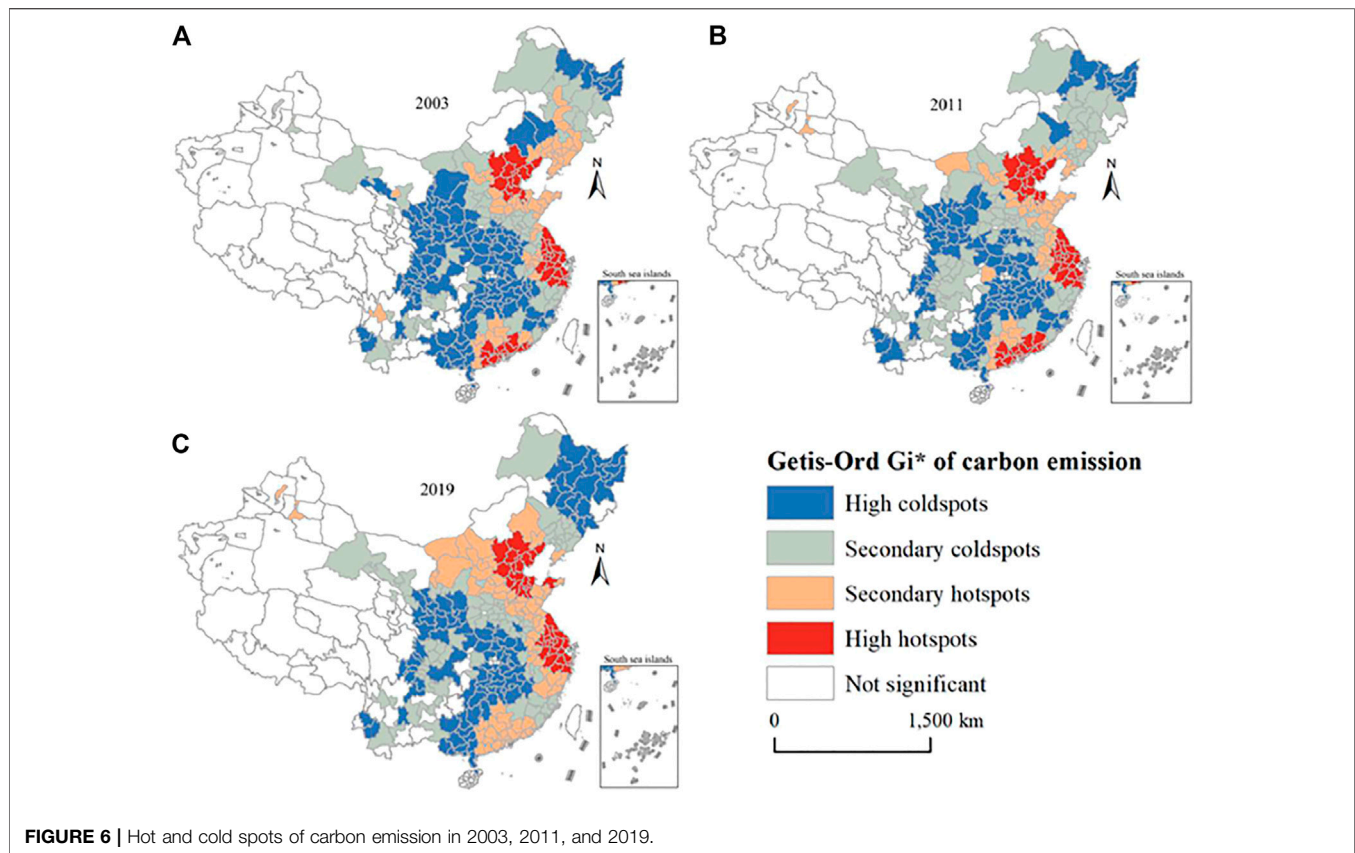 A
2003
N
South sea islands
B
2011
N
South sea islands
C
2019
N
South sea islands
Getis-Ord Gi* of carbon emission
High coldspots
Secondary coldspots
Secondary hotspots
High hotspots
Not significant
0 1,500 km
FIGURE 6 | Hot and cold spots of carbon emission in 2003, 2011, and 2019.